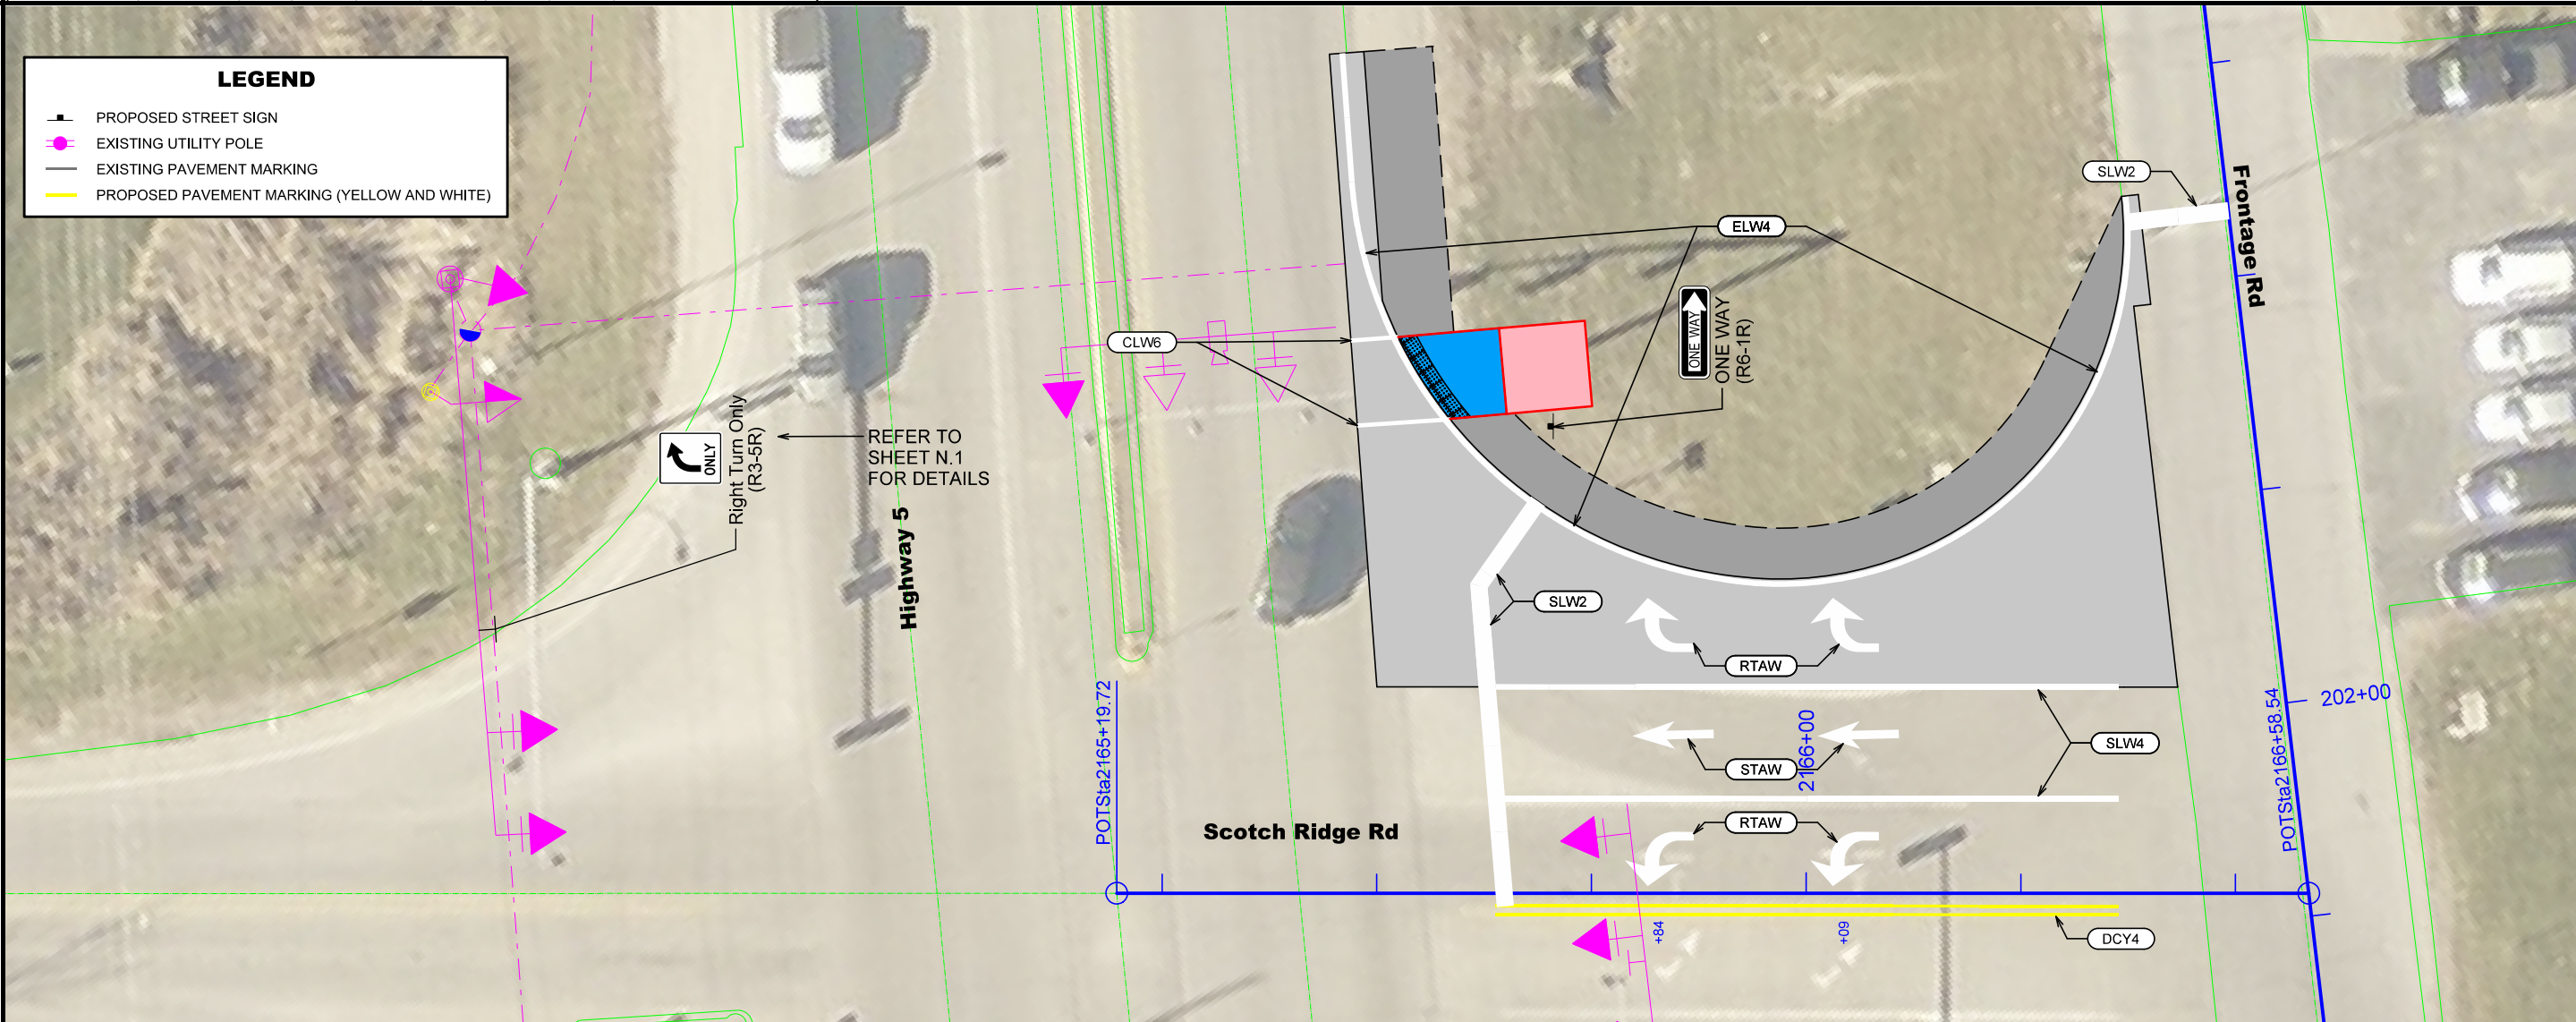 LEGEND
PROPOSED STREET SIGN
EXISTING UTILITY POLE
EXISTING PAVEMENT MARKING
PROPOSED PAVEMENT MARKING (YELLOW AND WHITE)
SLW2
Frontage Rd
ELW4
ONE WAY
ONE WAY
(R6-1R)
CLW6
ONLY
Right Turn Only
(R3-5R)
REFER TO
SHEET N.1
FOR DETAILS
Highway 5
SLW2
RTAW
POTSta2165+19.72
2166+00
STAW
SLW4
POTSta2166+58.54
202+00
Scotch Ridge Rd
RTAW
+84
+09
DCY4